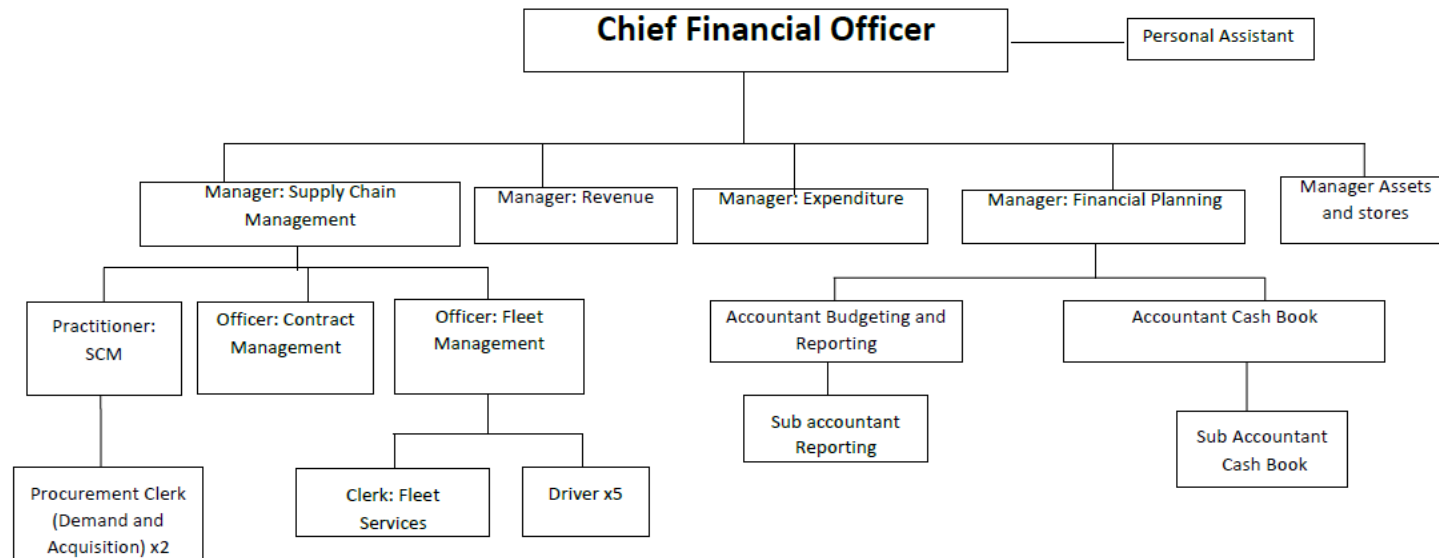 Chief Financial Officer
Personal Assistant
Manager: Supply Chain
Management
Manager: Revenue
Manager: Expenditure
Manager: Financial Planning
Manager Assets
and stores
Practitioner:
SCM
Officer: Contract
Management
Officer: Fleet
Management
Accountant Budgeting and
Reporting
Accountant Cash Book
Sub accountant
Reporting
Sub Accountant
Cash Book
Procurement Clerk
(Demand and
Acquisition) x2
Clerk: Fleet
Services
Driver x5